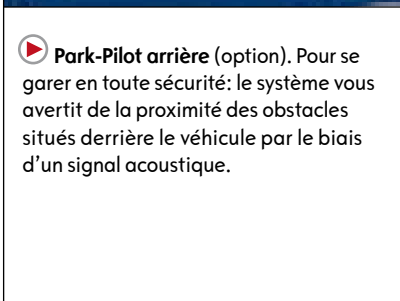 Park-Pilot arrière (option). Pour se
garer en toute sécurité: le système vous
avertit de la proximité des obstacles
situés derrière le véhicule par le biais
d’un signal acoustique.